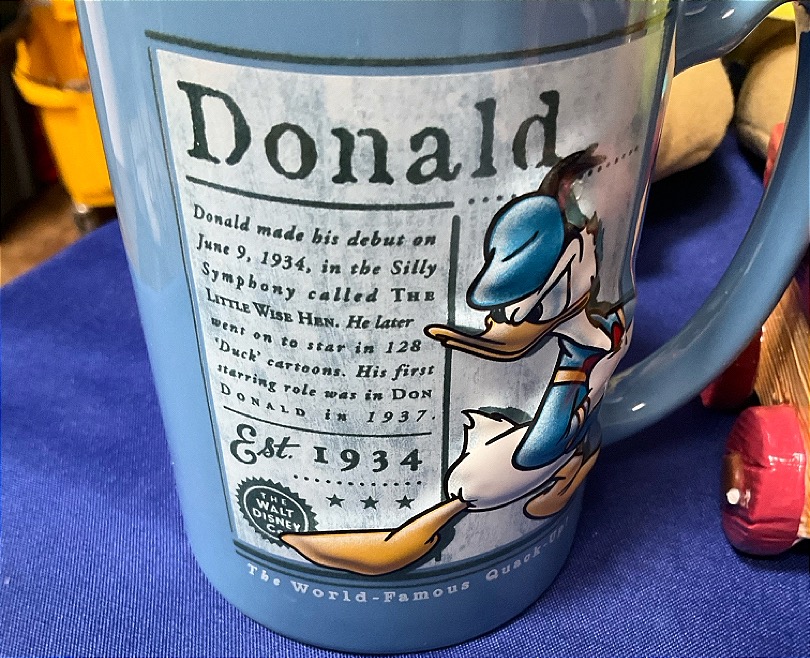 Donald
Donald made his debut on
June 9, 1934, in the Silly
Symphony called THE
LITTLE WISE HEN. He later
went on to star in 128
'Duck' cartoons. His first
starring role was in DON
DONALD in 1937.
Est. 1934
THE
WALT
DISNEY
The World-Famous Quack-Up!